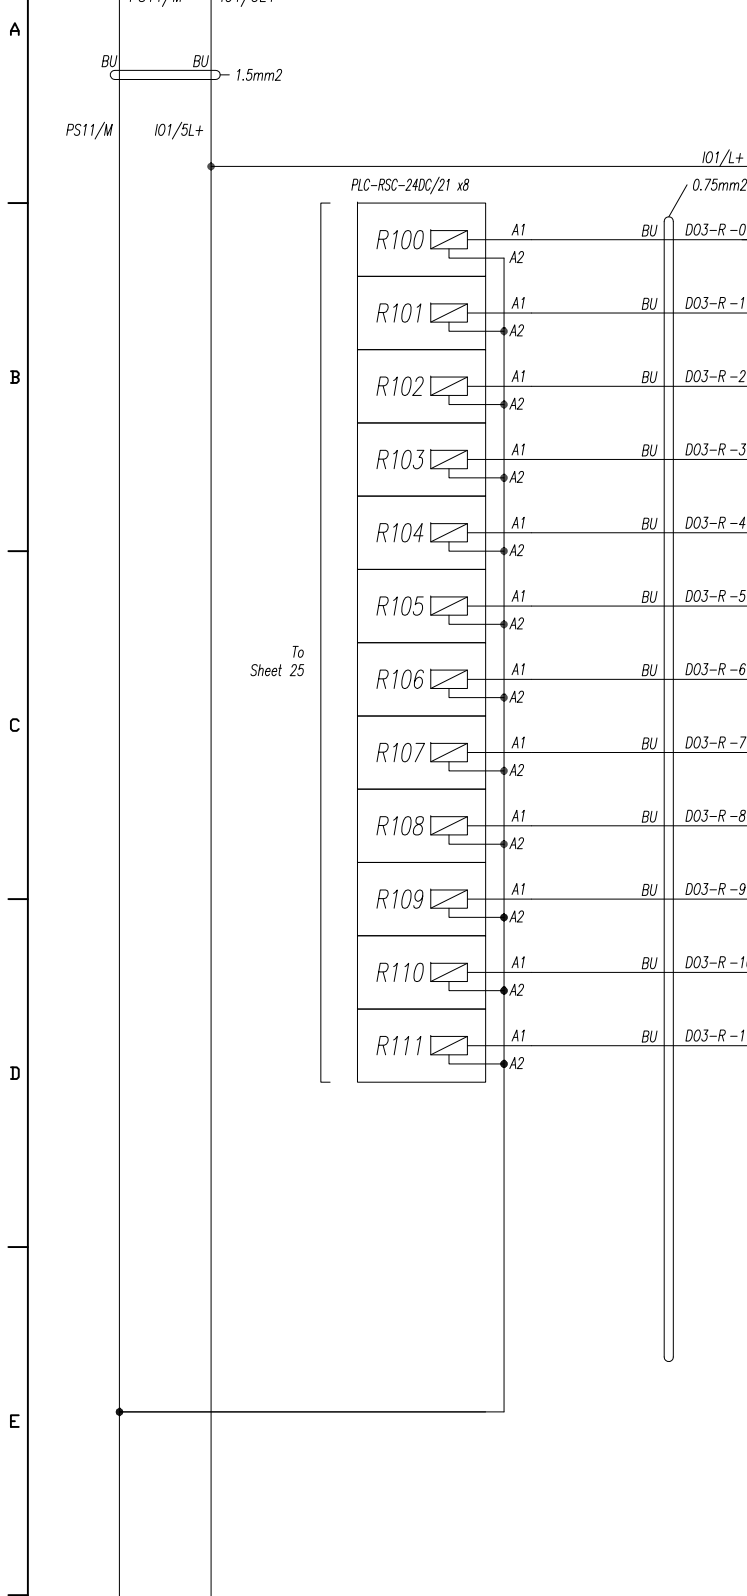 A
BU BU 1.5mm2
PS11/M IO1/5L+
IO1/L+
PLC-RSC-24DC/21 x8 0.75mm2
R100 A1 BU DO3-R-0
A2
R101 A1 BU DO3-R-1
A2
B
R102 A1 BU DO3-R-2
A2
R103 A1 BU DO3-R-3
A2
R104 A1 BU DO3-R-4
A2
R105 A1 BU DO3-R-5
A2
To
Sheet 25
R106 A1 BU DO3-R-6
A2
C
R107 A1 BU DO3-R-7
A2
R108 A1 BU DO3-R-8
A2
R109 A1 BU DO3-R-9
A2
R110 A1 BU
A2
R111 A1 BU
A2
D
E